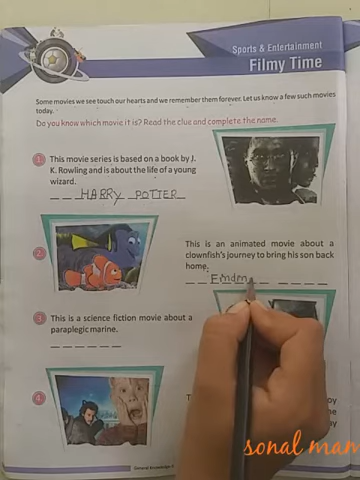 Sports & Entertainment
Filmy Time
Some movies we see touch our hearts and we remember them forever. Let us know a few such movies
today.
Do you know which movie it is? Read the clue and complete the name.
1 This movie series is based on a book by J.
K. Rowling and is about the life of a young
wizard.
_ _ HARRY POTTER
2
This is an animated movie about a
clownfish's journey to bring his son back
home.
3 This is a science fiction movie about a
paraplegic marine.
_ _ _ _ _ _
4
General Knowledge
sonal man